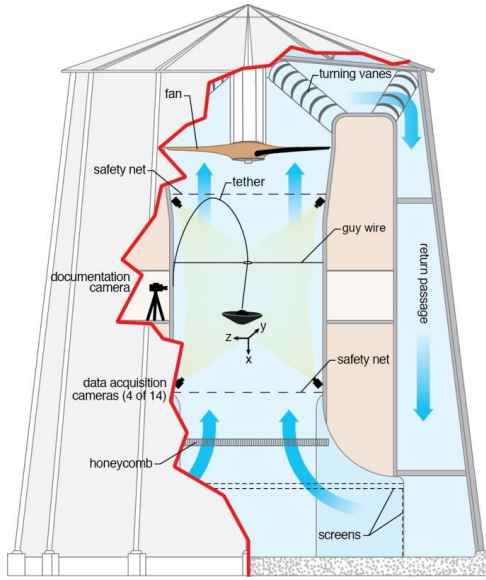 turning vanes
fan
safety net
tether
guy wire
documentation
camera
return passage
z
y
x
safety net
data acquisition
cameras (4 of 14)
honeycomb
screens